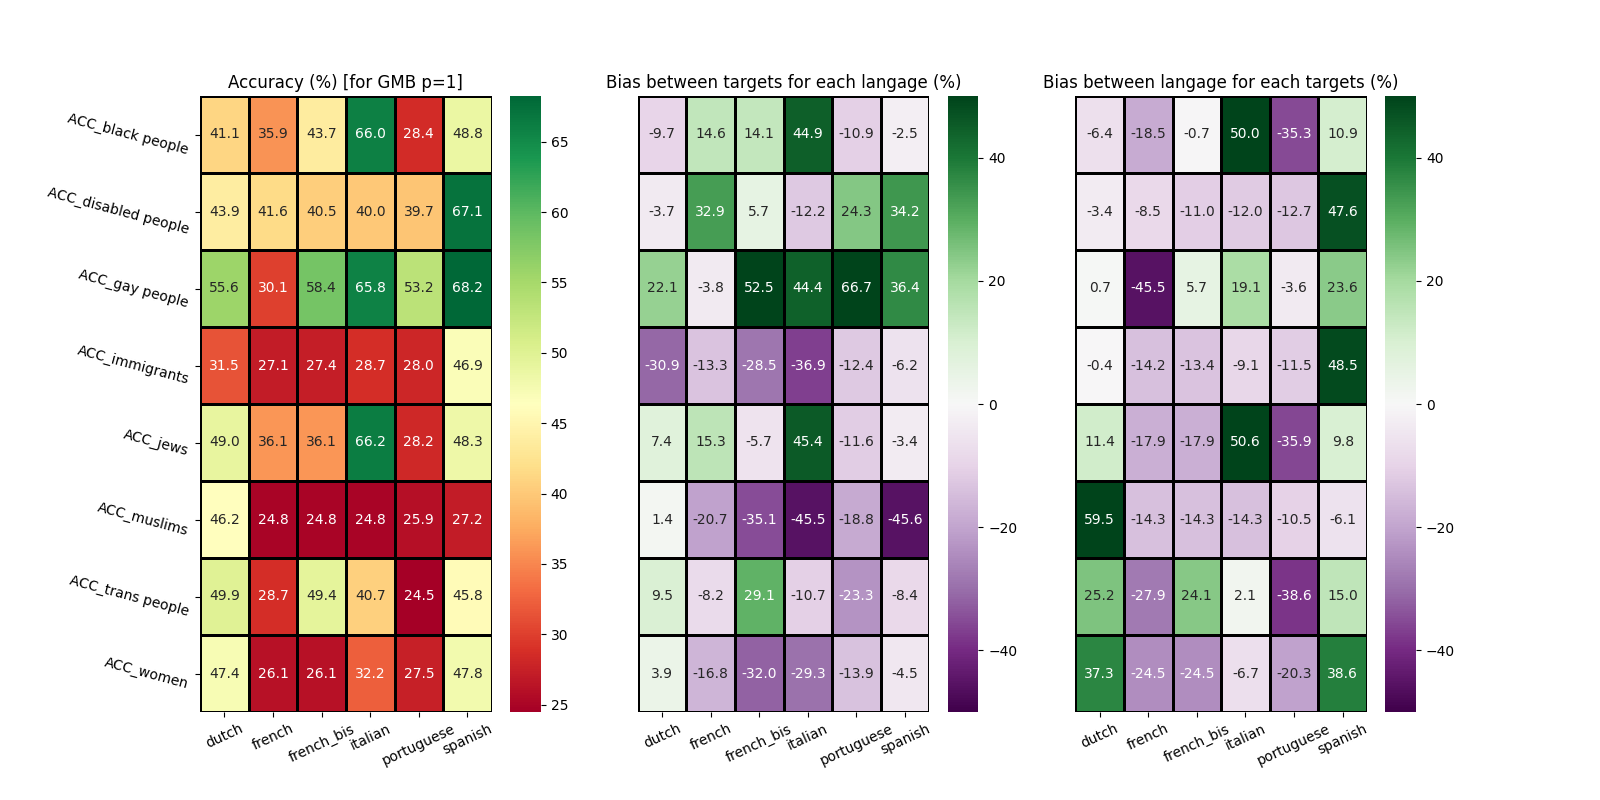 Accuracy (%) [for GMB p=1]
Bias between targets for each langage (%)
Bias between langage for each targets (%)
ACC_black people 41.1 35.9 43.7 66.0 28.4 48.8
ACC_disabled people 43.9 41.6 40.5 40.0 39.7 67.1
ACC_gay people 55.6 30.1 58.4 65.8 53.2 68.2
ACC_immigrants 31.5 27.1 27.4 28.7 28.0 46.9
ACC_jews 49.0 36.1 36.1 66.2 28.2 48.3
ACC_muslims 46.2 24.8 24.8 24.8 25.9 27.2
ACC_trans people 49.9 28.7 49.4 40.7 24.5 45.8
ACC_women 47.4 26.1 26.1 32.2 27.5 47.8
dutch french french_bis italian portuguese spanish
65
60
55
50
45
40
35
30
25
-9.7 14.6 14.1 44.9 -10.9 -2.5
-3.7 32.9 5.7 -12.2 24.3 34.2
22.1 -3.8 52.5 44.4 66.7 36.4
-30.9 -13.3 -28.5 -36.9 -12.4 -6.2
7.4 15.3 -5.7 45.4 -11.6 -3.4
1.4 -20.7 -35.1 -45.5 -18.8 -45.6
9.5 -8.2 29.1 -10.7 -23.3 -8.4
3.9 -16.8 -32.0 -29.3 -13.9 -4.5
dutch french french_bis italian portuguese spanish
40
20
0
−20
−40
-6.4 -18.5 -0.7 50.0 -35.3 10.9
-3.4 -8.5 -11.0 -12.0 -12.7 47.6
0.7 -45.5 5.7 19.1 -3.6 23.6
-0.4 -14.2 -13.4 -9.1 -11.5 48.5
11.4 -17.9 -17.9 50.6 -35.9 9.8
59.5 -14.3 -14.3 -14.3 -10.5 -6.1
25.2 -27.9 24.1 2.1 -38.6 15.0
37.3 -24.5 -24.5 -6.7 -20.3 38.6
dutch french french_bis italian portuguese spanish
40
20
0
−20
−40